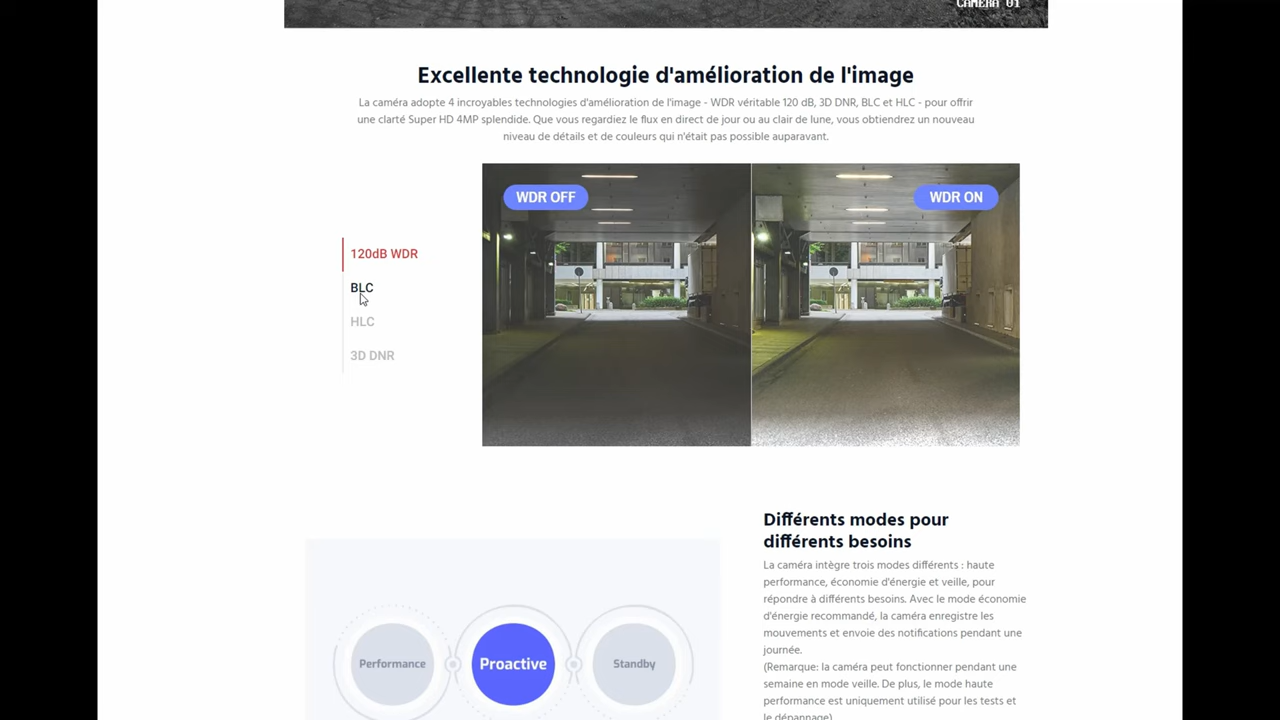 CAMERA 01
Excellente technologie d'amélioration de l'image
La caméra adopte 4 incroyables technologies d'amélioration de l'image - WDR véritable 120 dB, 3D DNR, BLC et HLC - pour offrir
une clarté Super HD 4MP splendide. Que vous regardiez le flux en direct de jour ou au clair de lune, vous obtiendrez un nouveau
niveau de détails et de couleurs qui n'était pas possible auparavant.
WDR OFF
WDR ON
120dB WDR
BLC
HLC
3D DNR
Différents modes pour
différents besoins
La caméra intègre trois modes différents : haute
performance, économie d'énergie et veille, pour
répondre à différents besoins. Avec le mode économie
d'énergie recommandé, la caméra enregistre les
mouvements et envoie des notifications pendant une
journée.
(Remarque: la caméra peut fonctionner pendant une
semaine en mode veille. De plus, le mode haute
performance est uniquement utilisé pour les tests et
le dépannage)
Performance
Proactive
Standby